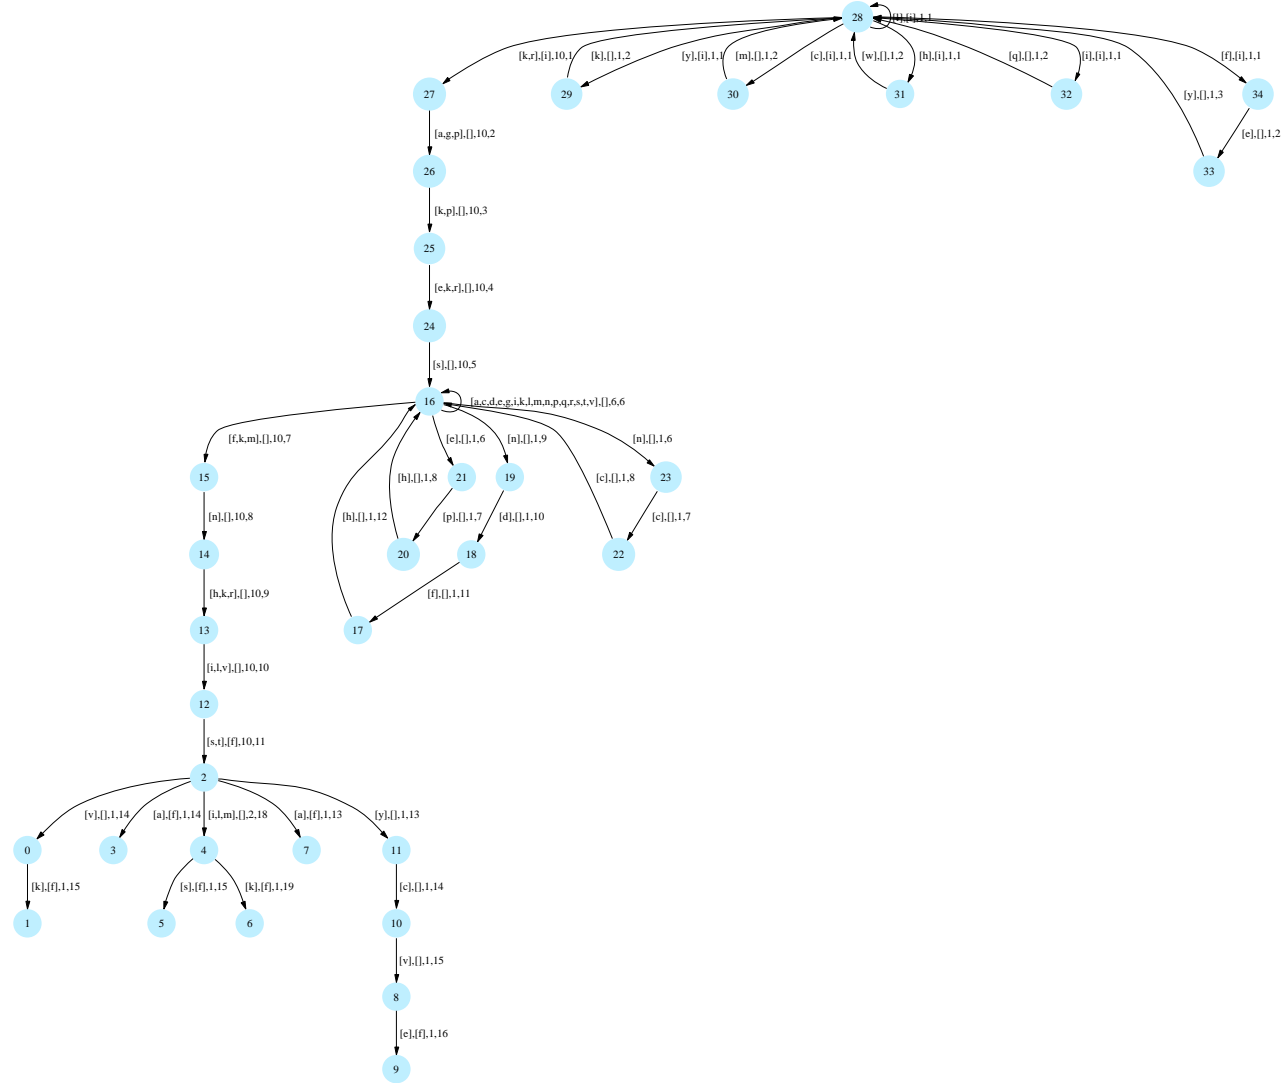 28
[k,r],[i],10,1
[k],[],1,2
[y],[i],1,1
[m],[],1,2
[c],[i],1,1
[w],[],1,2
[h],[i],1,1
[q],[],1,2
[i],[i],1,1
[y],[],1,3
[f],[i],1,1
27
29
30
31
32
34
[a,g,p],[],10,2
[e],[],1,2
26
33
[k,p],[],10,3
25
[e,k,r],[],10,4
24
[s],[],10,5
16
[a,c,d,e,g,i,k,l,m,n,p,q,r,s,t,v],[],6,6
[f,k,m],[],10,7
[e],[],1,6
[n],[],1,9
[n],[],1,6
15
[h],[],1,8
21
19
[c],[],1,8
23
[n],[],10,8
[h],[],1,12
[p],[],1,7
[d],[],1,10
[c],[],1,7
14
20
18
22
[h,k,r],[],10,9
[f],[],1,11
13
17
[i,l,v],[],10,10
12
[s,t],[f],10,11
2
[v],[],1,14
[a],[f],1,14
[i,l,m],[],2,18
[a],[f],1,13
[y],[],1,13
0
3
4
7
11
[k],[f],1,15
[s],[f],1,15
[k],[f],1,19
[c],[],1,14
1
5
6
10
[v],[],1,15
8
[e],[f],1,16
9